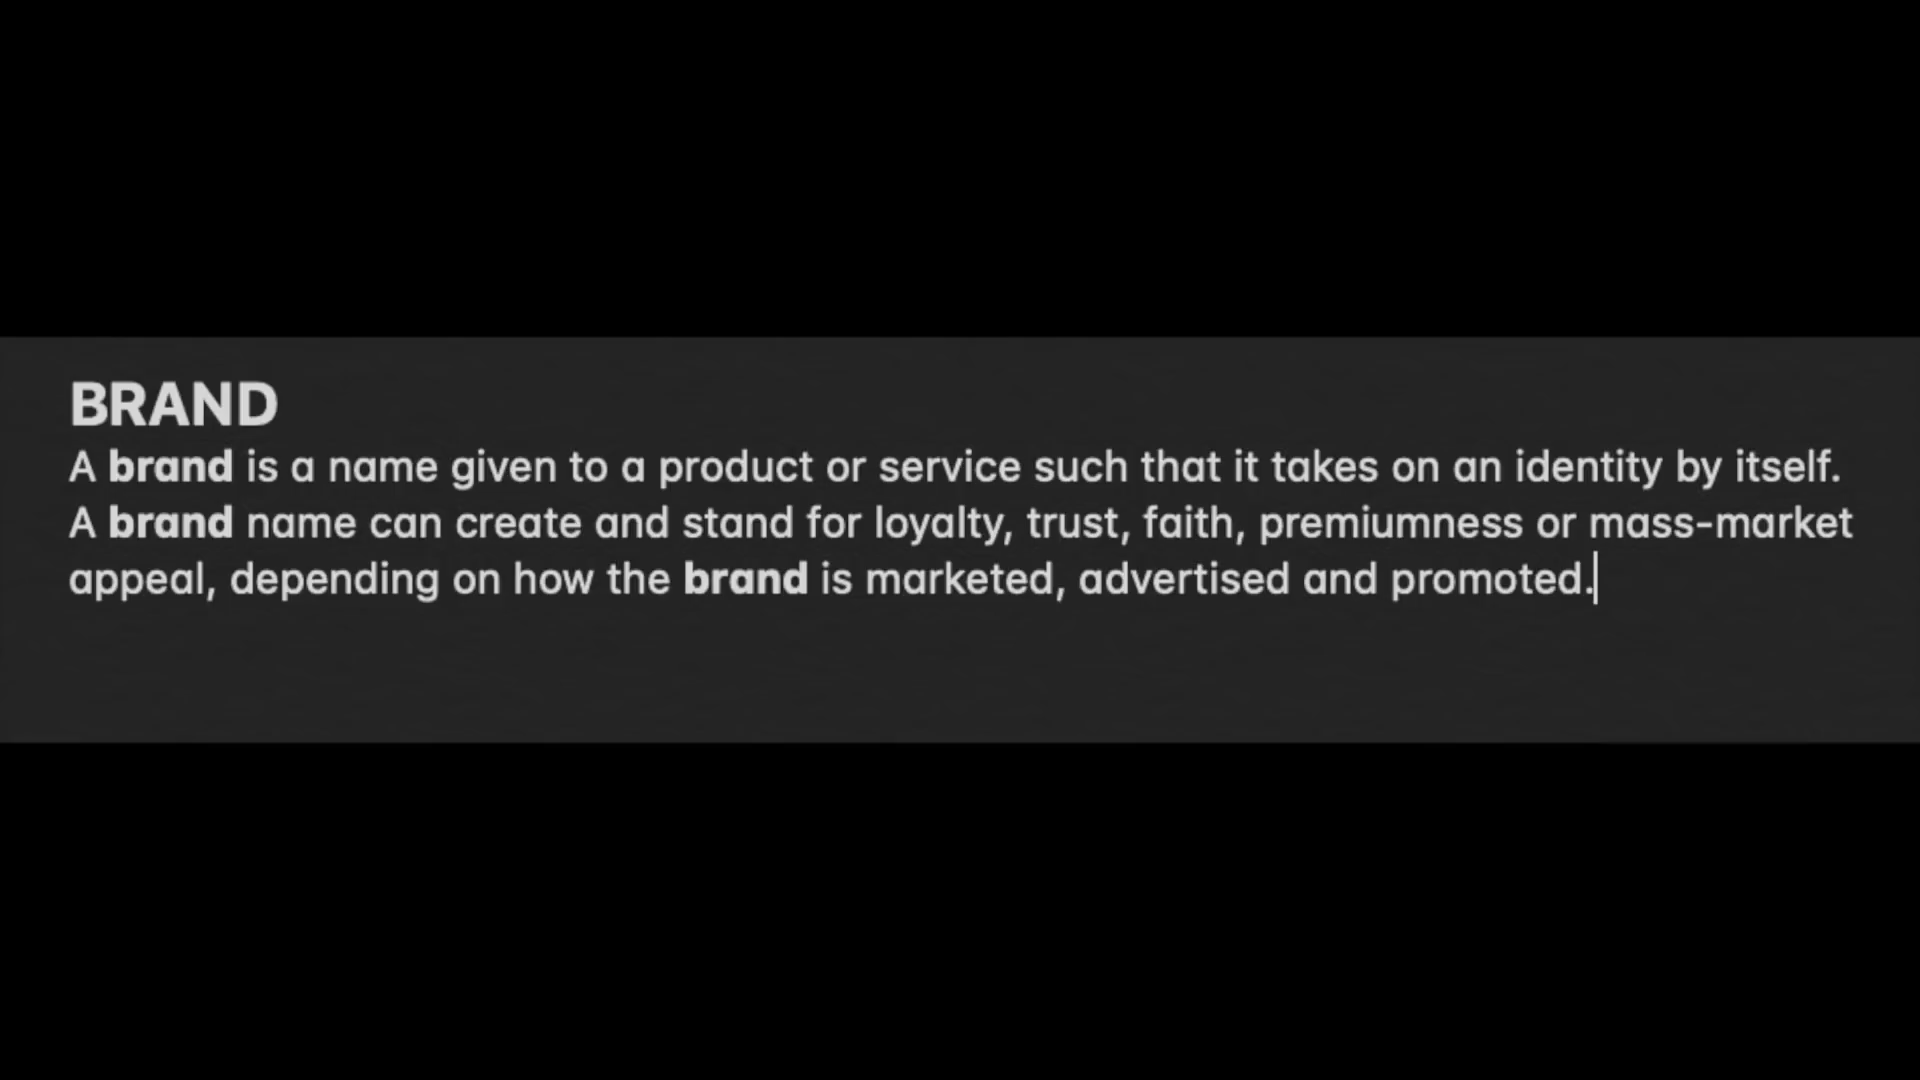 BRAND
A brand is a name given to a product or service such that it takes on an identity by itself.
A brand name can create and stand for loyalty, trust, faith, premiumness or mass-market
appeal, depending on how the brand is marketed, advertised and promoted.